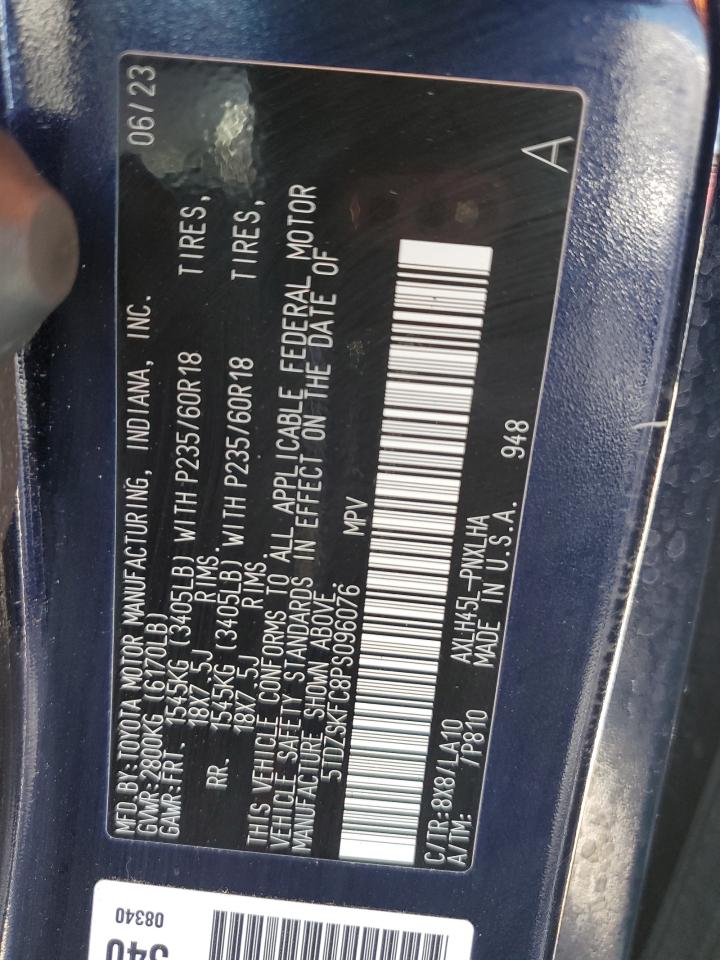 MFD.BY:TOYOTA MOTOR MANUFACTURING, INDIANA, INC. 06/23
GVWR:2800KG (6170LB)
GAWR:FRT. 1545KG (3405LB) WITH P235/60R18 TIRES,
18X7.5J RIMS.
RR. 1545KG (3405LB) WITH P235/60R18 TIRES,
18X7.5J RIMS.
THIS VEHICLE CONFORMS TO ALL APPLICABLE FEDERAL MOTOR
VEHICLE SAFETY STANDARDS IN EFFECT ON THE DATE OF
MANUFACTURE SHOWN ABOVE.
5TDZSKFC8PS096076 MPV
C/TR:8X8/LA10 AXLH45L-PNXLHA
A/TM: /P810 MADE IN U.S.A. 948
A
08340
340